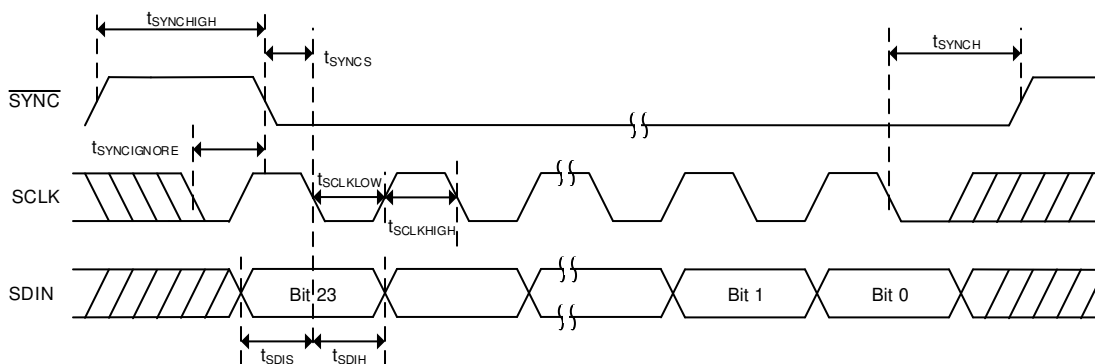 tSYNCHIGH
tSYNCS
tSYNCH
SYNC
tSYNCIGNORE
tSCLKLOW
SCLK
tSCLKHIGH
SDIN
Bit 23
Bit 1
Bit 0
tSDIS
tSDIH